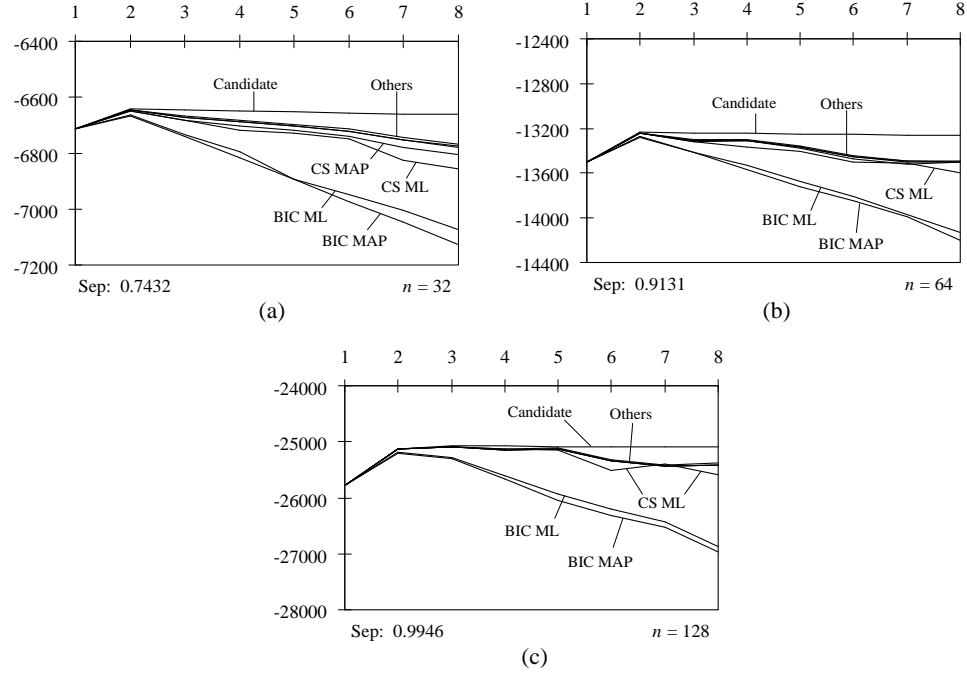 1 2 3 4 5 6 7 8
-6400
-6600
-6800
-7000
-7200
Candidate
Others
CS MAP
CS ML
BIC ML
BIC MAP
Sep: 0.7432
n = 32
(a)
1 2 3 4 5 6 7 8
-12400
-12800
-13200
-13600
-14000
-14400
Candidate
Others
CS ML
BIC ML
BIC MAP
Sep: 0.9131
n = 64
(b)
1 2 3 4 5 6 7 8
-24000
-25000
-26000
-27000
-28000
Candidate
Others
CS ML
BIC ML
BIC MAP
Sep: 0.9946
n = 128
(c)